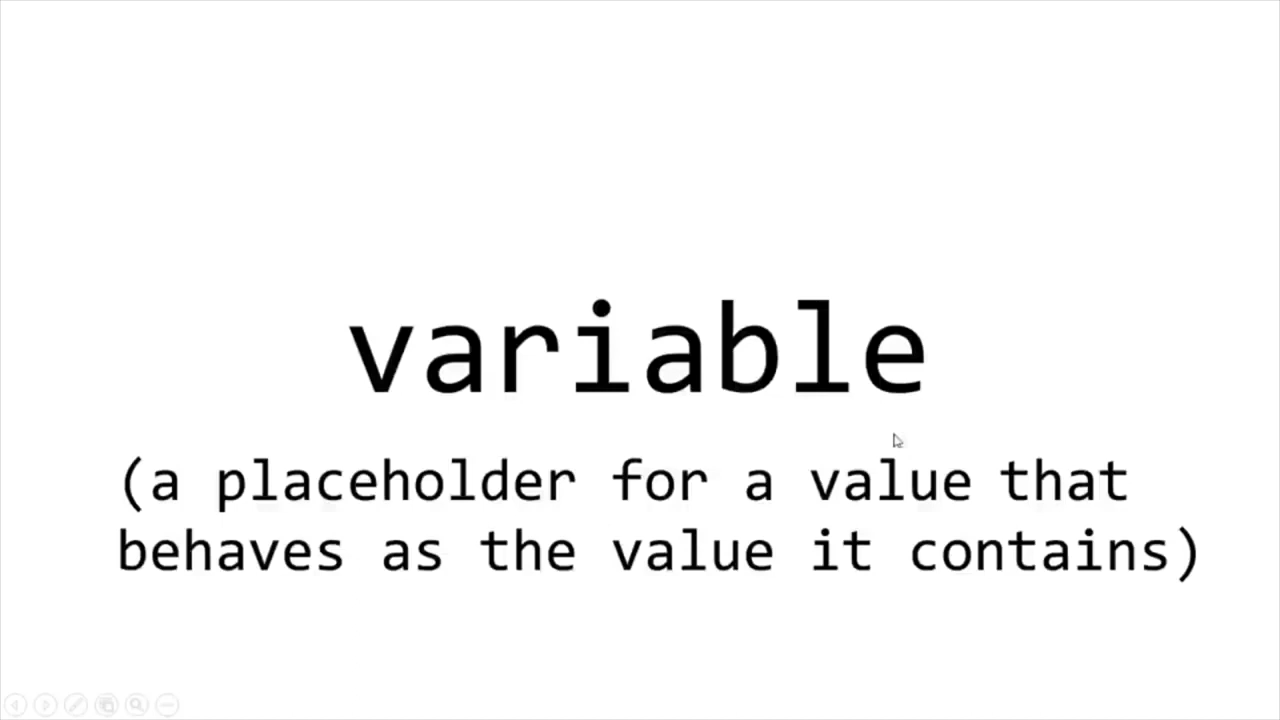 variable
(a placeholder for a value that
behaves as the value it contains)